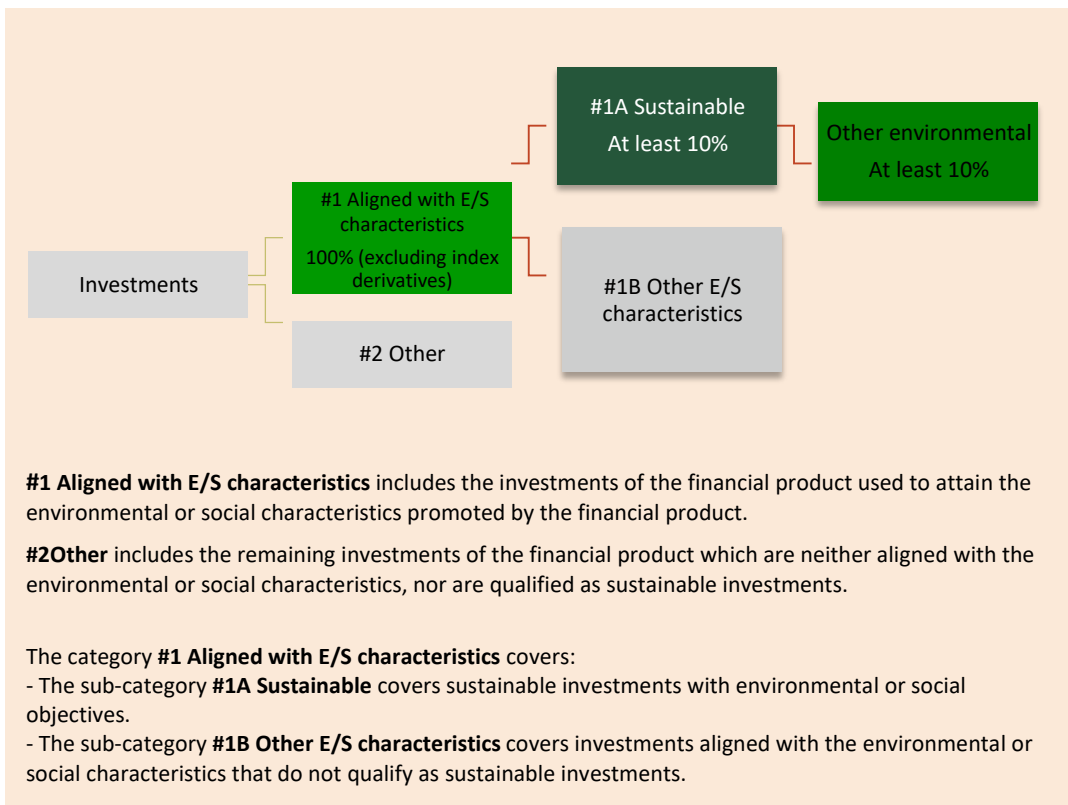 #1A Sustainable
At least 10%
Other environmental
At least 10%
#1 Aligned with E/S
characteristics
100% (excluding index
derivatives)
Investments
#1B Other E/S
characteristics
#2 Other
#1 Aligned with E/S characteristics includes the investments of the financial product used to attain the
environmental or social characteristics promoted by the financial product.
#2Other includes the remaining investments of the financial product which are neither aligned with the
environmental or social characteristics, nor are qualified as sustainable investments.
The category #1 Aligned with E/S characteristics covers:
- The sub-category #1A Sustainable covers sustainable investments with environmental or social
objectives.
- The sub-category #1B Other E/S characteristics covers investments aligned with the environmental or
social characteristics that do not qualify as sustainable investments.